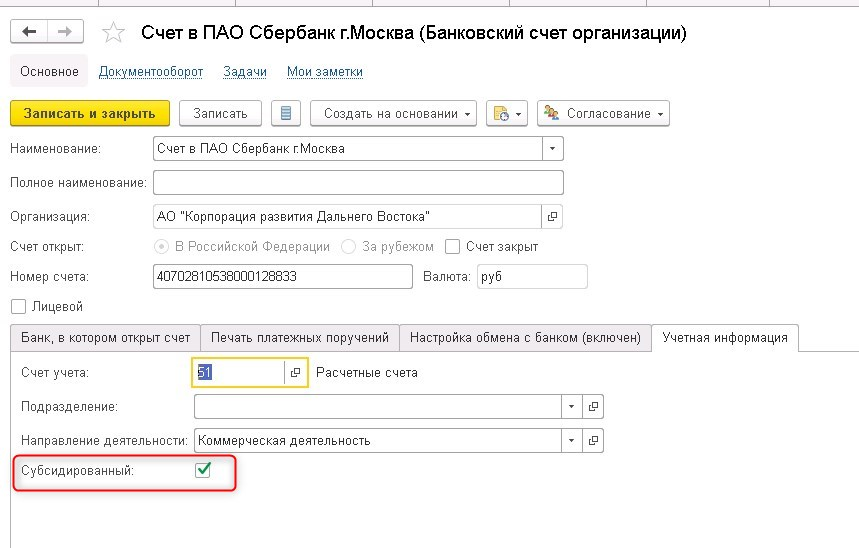 Счет в ПАО Сбербанк г.Москва (Банковский счет организации)
Основное Документооборот Задачи Мои заметки
Записать и закрыть Записать Создать на основании Согласование
Наименование: Счет в ПАО Сбербанк г.Москва
Полное наименование:
Организация: АО "Корпорация развития Дальнего Востока"
Счет открыт: В Российской Федерации За рубежом Счет закрыт
Номер счета: 40702810538000128833 Валюта: руб
Лицевой
Банк, в котором открыт счет Печать платежных поручений Настройка обмена с банком (включен) Учетная информация
Счет учета: 51 Расчетные счета
Подразделение:
Направление деятельности: Коммерческая деятельность
Субсидированный: